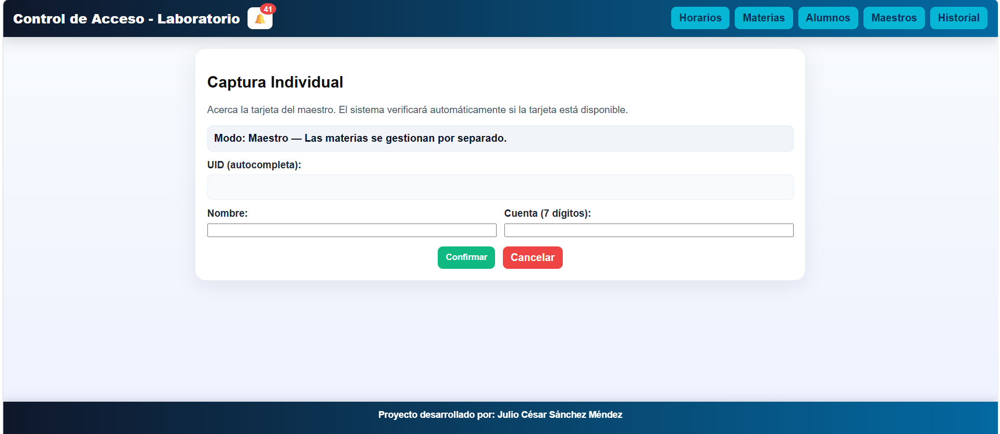 Control de Acceso - Laboratorio
41
Horarios
Materias
Alumnos
Maestros
Historial
Captura Individual
Acerca la tarjeta del maestro. El sistema verificará automáticamente si la tarjeta está disponible.
Modo: Maestro — Las materias se gestionan por separado.
UID (autocompleta):
Nombre:
Cuenta (7 dígitos):
Confirmar
Cancelar
Proyecto desarrollado por: Julio César Sánchez Méndez